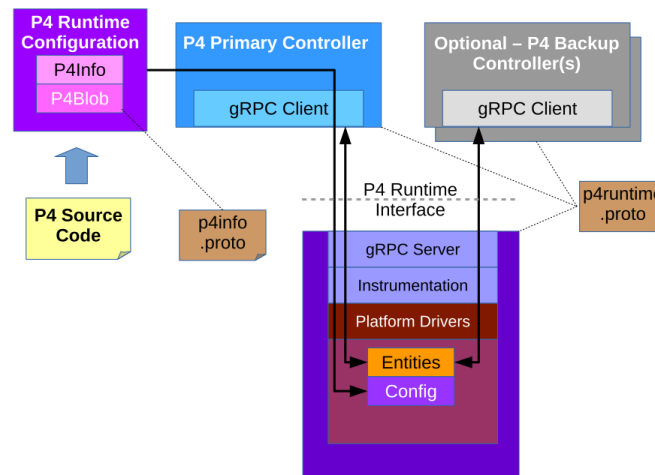 P4 Runtime
Configuration
P4Info
P4Blob
P4 Primary Controller
gRPC Client
Optional – P4 Backup
Controller(s)
gRPC Client
P4 Source
Code
p4info
.proto
P4 Runtime
Interface
p4runtime
.proto
gRPC Server
Instrumentation
Platform Drivers
Entities
Config